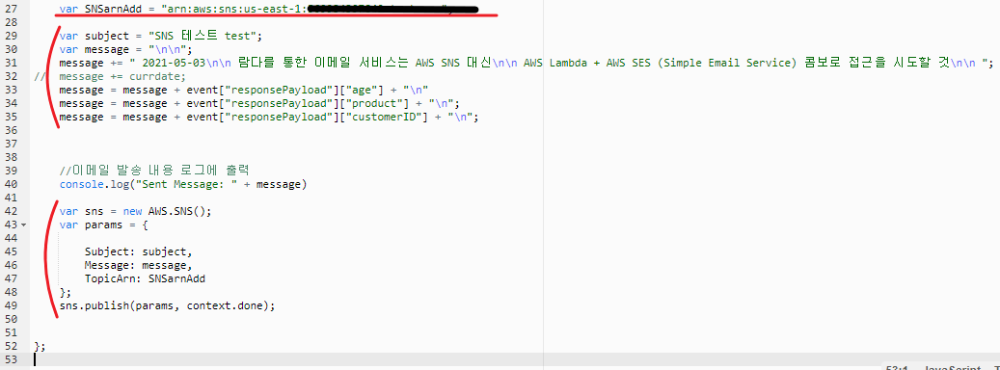 27 var SNSarnAdd = "arn:aws:sns:us-east-1:
28
29 var subject = "SNS 테스트 test";
30 var message = "\n\n";
31 message += " 2021-05-03\n\n 람다를 통한 이메일 서비스는 AWS SNS 대신\n\n AWS Lambda + AWS SES (Simple Email Service) 콤보로 접근을 시도할 것\n\n ";
32 // message += currdate;
33 message = message + event["responsePayload"]["age"] + "\n"
34 message = message + event["responsePayload"]["product"] + "\n";
35 message = message + event["responsePayload"]["customerID"] + "\n";
36
37
38
39 //이메일 발송 내용 로그에 출력
40 console.log("Sent Message: " + message)
41
42 var sns = new AWS.SNS();
43 var params = {
44
45 Subject: subject,
46 Message: message,
47 TopicArn: SNSarnAdd
48 };
49 sns.publish(params, context.done);
50
51
52 };
53
53:1 JavaScript